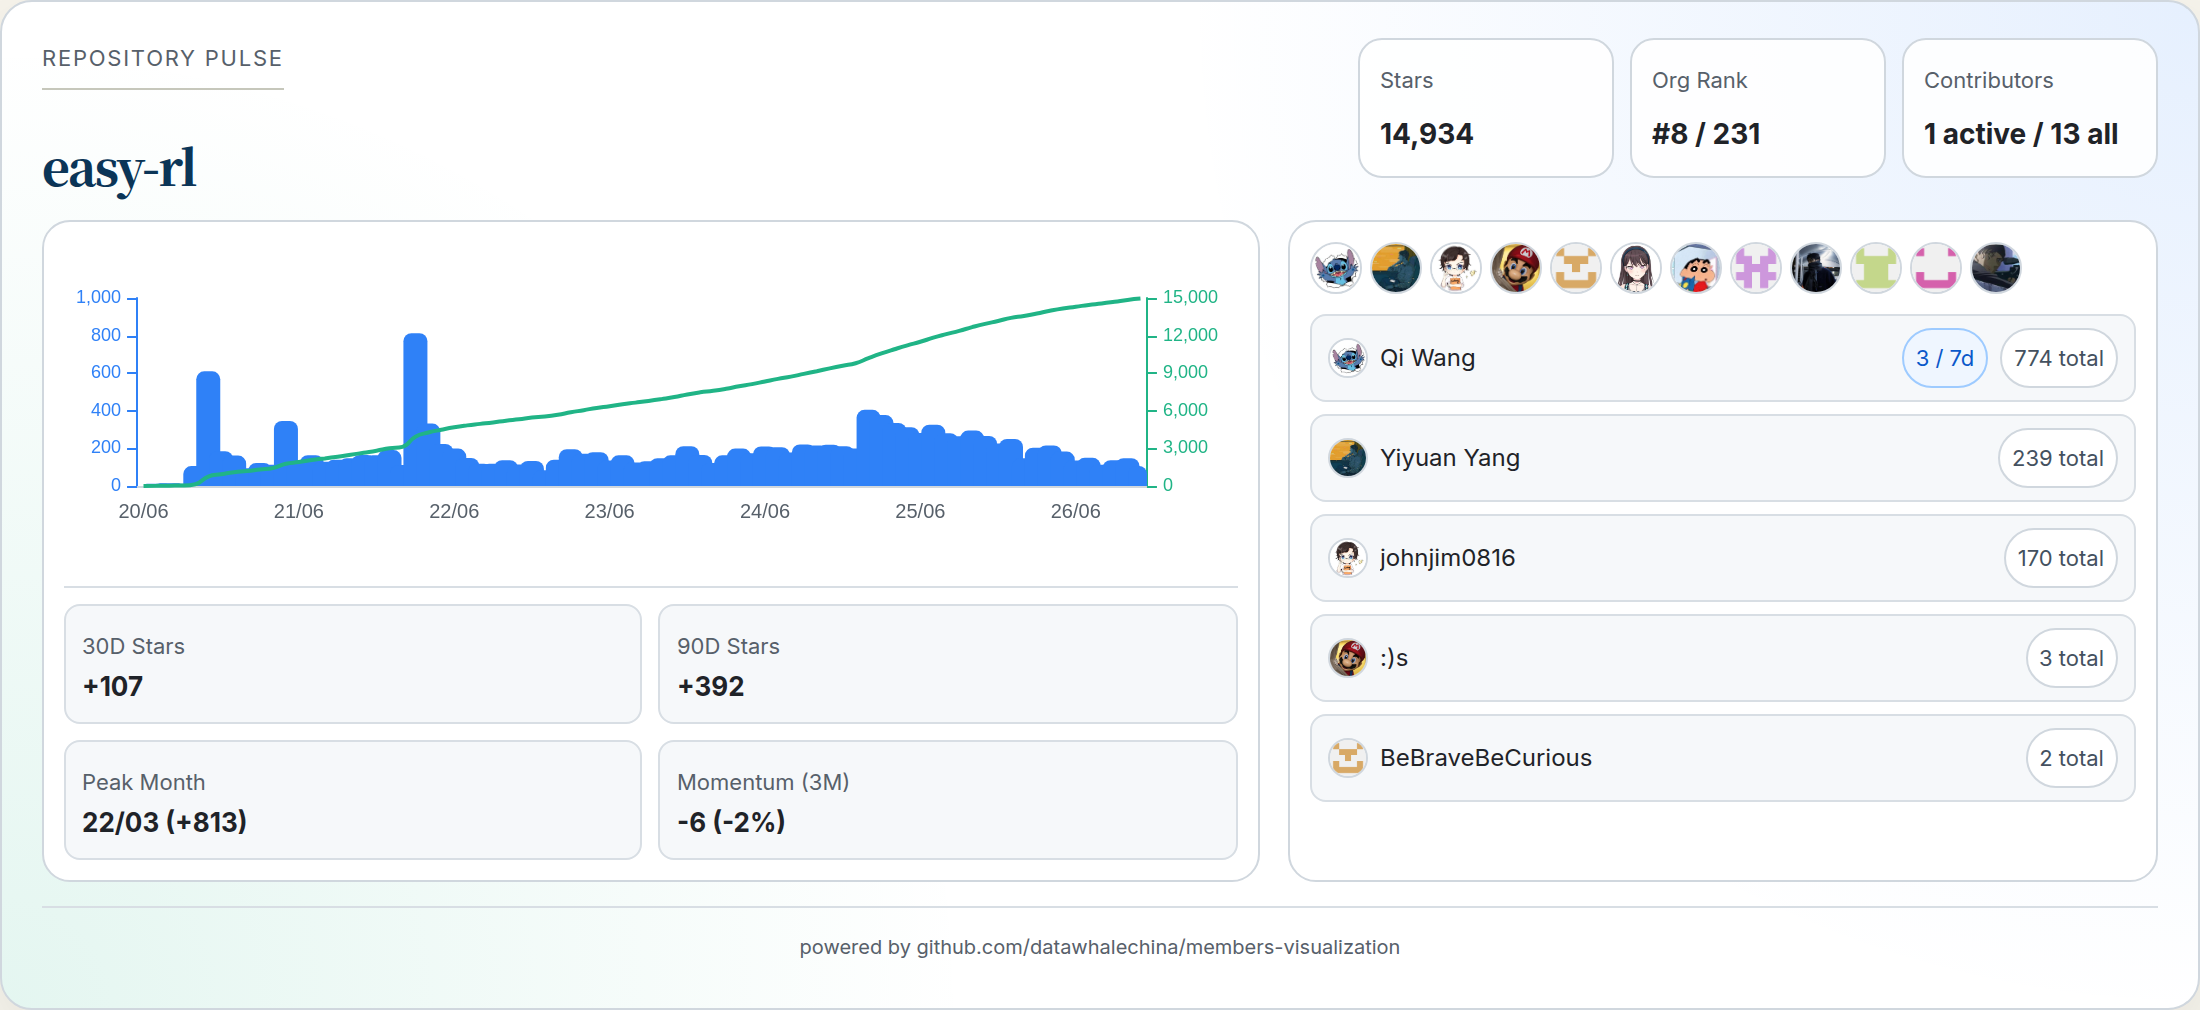 REPOSITORY PULSE
easy-rl
Stars
14,934
Org Rank
#8 / 231
Contributors
1 active / 13 all
1,000
800
600
400
200
0
15,000
12,000
9,000
6,000
3,000
0
20/06
21/06
22/06
23/06
24/06
25/06
26/06
30D Stars
+107
90D Stars
+392
Peak Month
22/03 (+813)
Momentum (3M)
-6 (-2%)
Qi Wang
3 / 7d
774 total
Yiyuan Yang
239 total
johnjim0816
170 total
:)s
3 total
BeBraveBeCurious
2 total
powered by github.com/datawhalechina/members-visualization